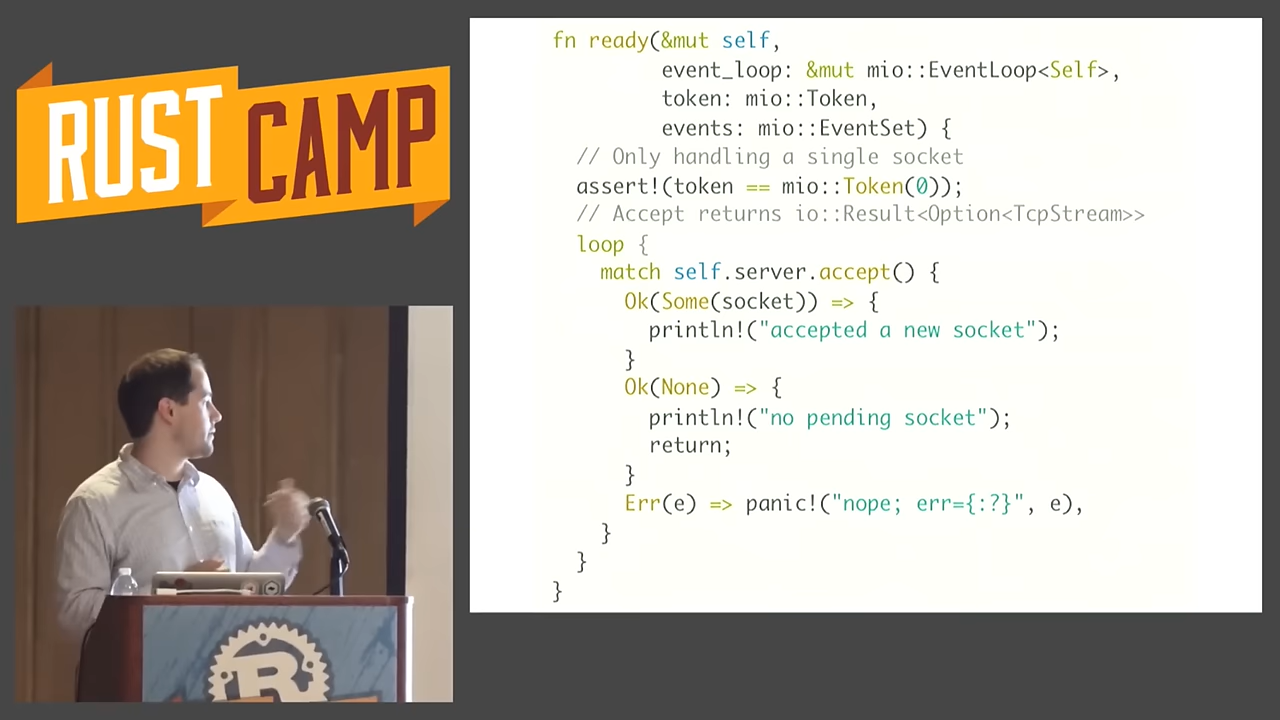 RUST CAMP
fn ready(&mut self,
event_loop: &mut mio::EventLoop<Self>,
token: mio::Token,
events: mio::EventSet) {
// Only handling a single socket
assert!(token == mio::Token(0));
// Accept returns io::Result<Option<TcpStream>>
loop {
match self.server.accept() {
Ok(Some(socket)) => {
println!("accepted a new socket");
}
Ok(None) => {
println!("no pending socket");
return;
}
Err(e) => panic!("nope; err={:?}", e),
}
}
}
R